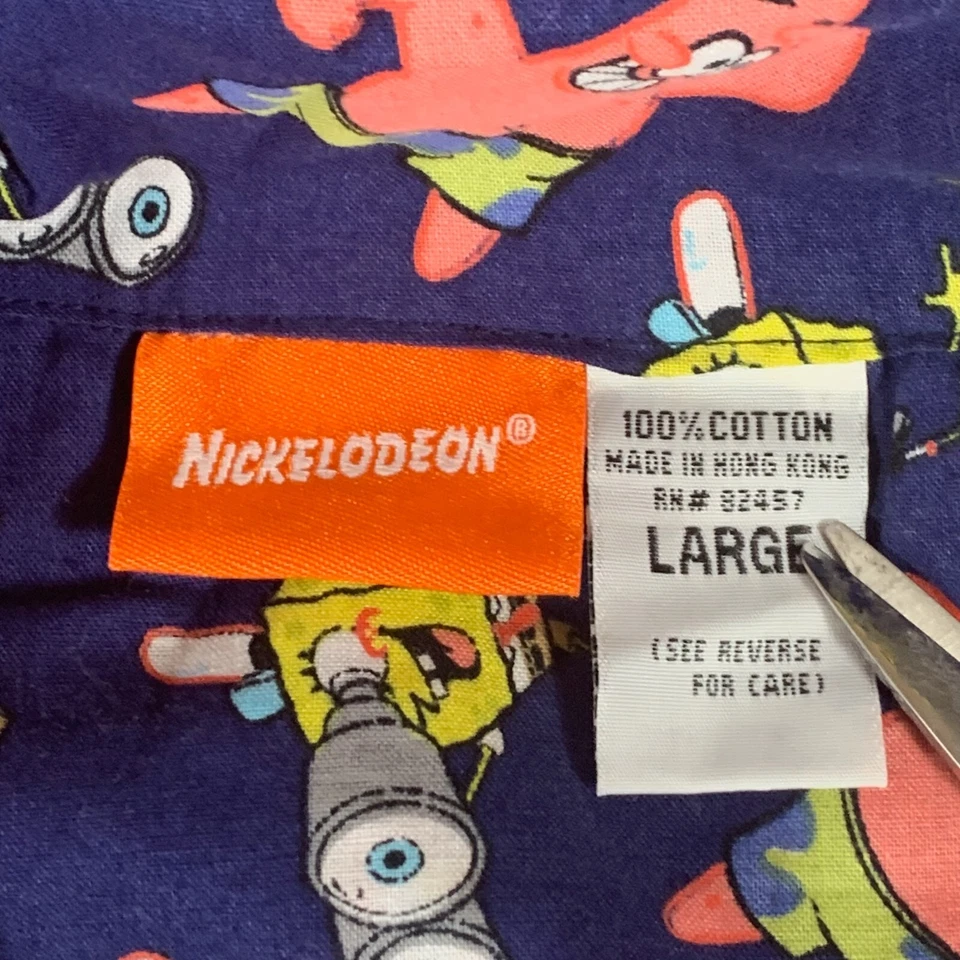 NICKELODEON®
100% COTTON
MADE IN HONG KONG
RN# 82457
LARGE
(SEE REVERSE
FOR CARE)